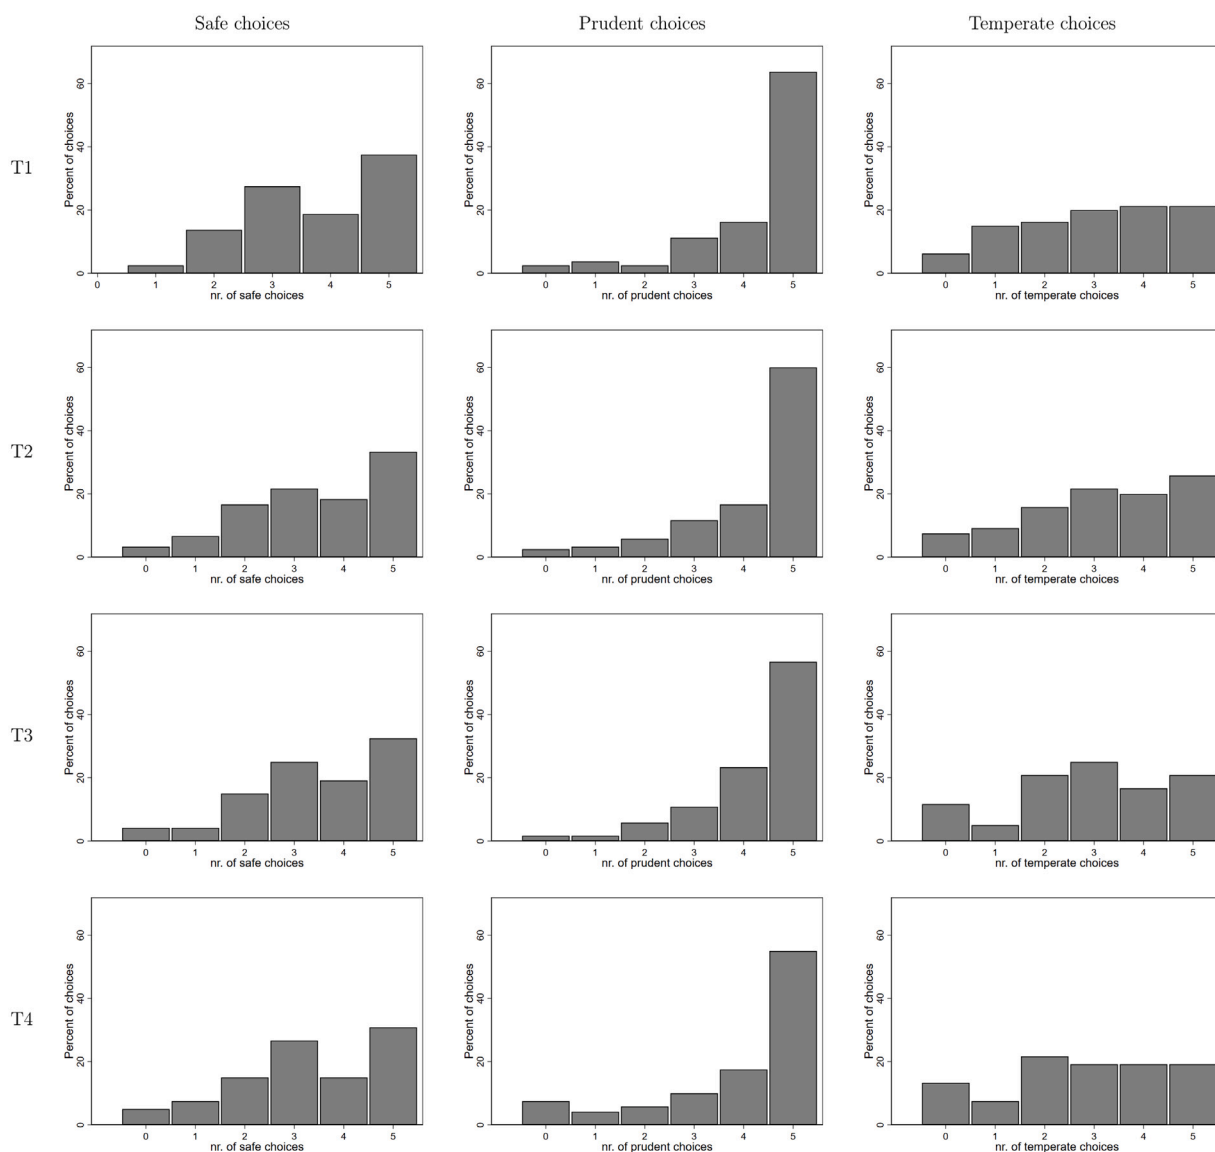 Safe choices Prudent choices Temperate choices
T1
Percent of choices
0 20 40 60
0 1 2 3 4 5
nr. of safe choices
Percent of choices
0 20 40 60
0 1 2 3 4 5
nr. of prudent choices
Percent of choices
0 20 40 60
0 1 2 3 4 5
nr. of temperate choices
T2
Percent of choices
0 20 40 60
0 1 2 3 4 5
nr. of safe choices
Percent of choices
0 20 40 60
0 1 2 3 4 5
nr. of prudent choices
Percent of choices
0 20 40 60
0 1 2 3 4 5
nr. of temperate choices
T3
Percent of choices
0 20 40 60
0 1 2 3 4 5
nr. of safe choices
Percent of choices
0 20 40 60
0 1 2 3 4 5
nr. of prudent choices
Percent of choices
0 20 40 60
0 1 2 3 4 5
nr. of temperate choices
T4
Percent of choices
0 20 40 60
0 1 2 3 4 5
nr. of safe choices
Percent of choices
0 20 40 60
0 1 2 3 4 5
nr. of prudent choices
Percent of choices
0 20 40 60
0 1 2 3 4 5
nr. of temperate choices